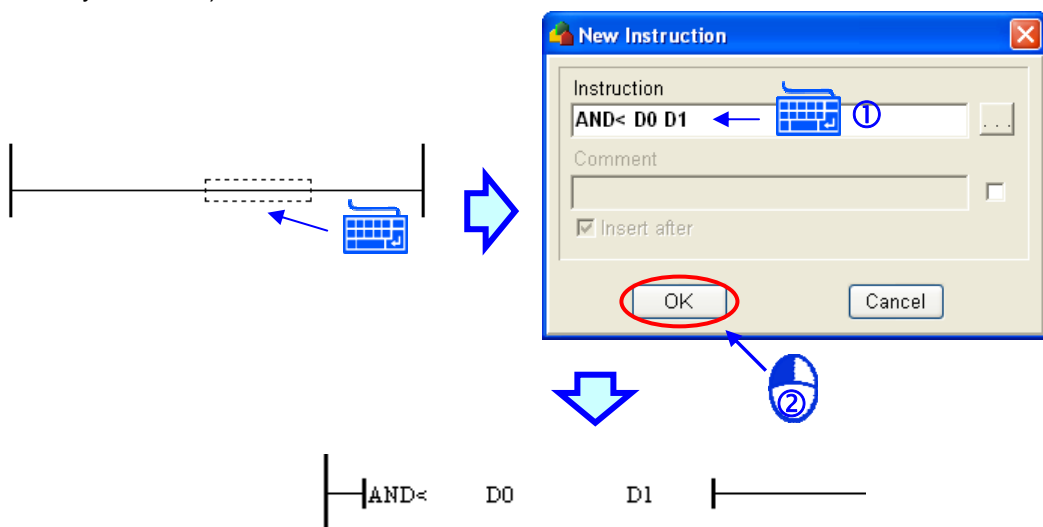 New Instruction
Instruction
AND< D0 D1
①
...
Comment
Insert after
OK
Cancel
②
AND< D0 D1